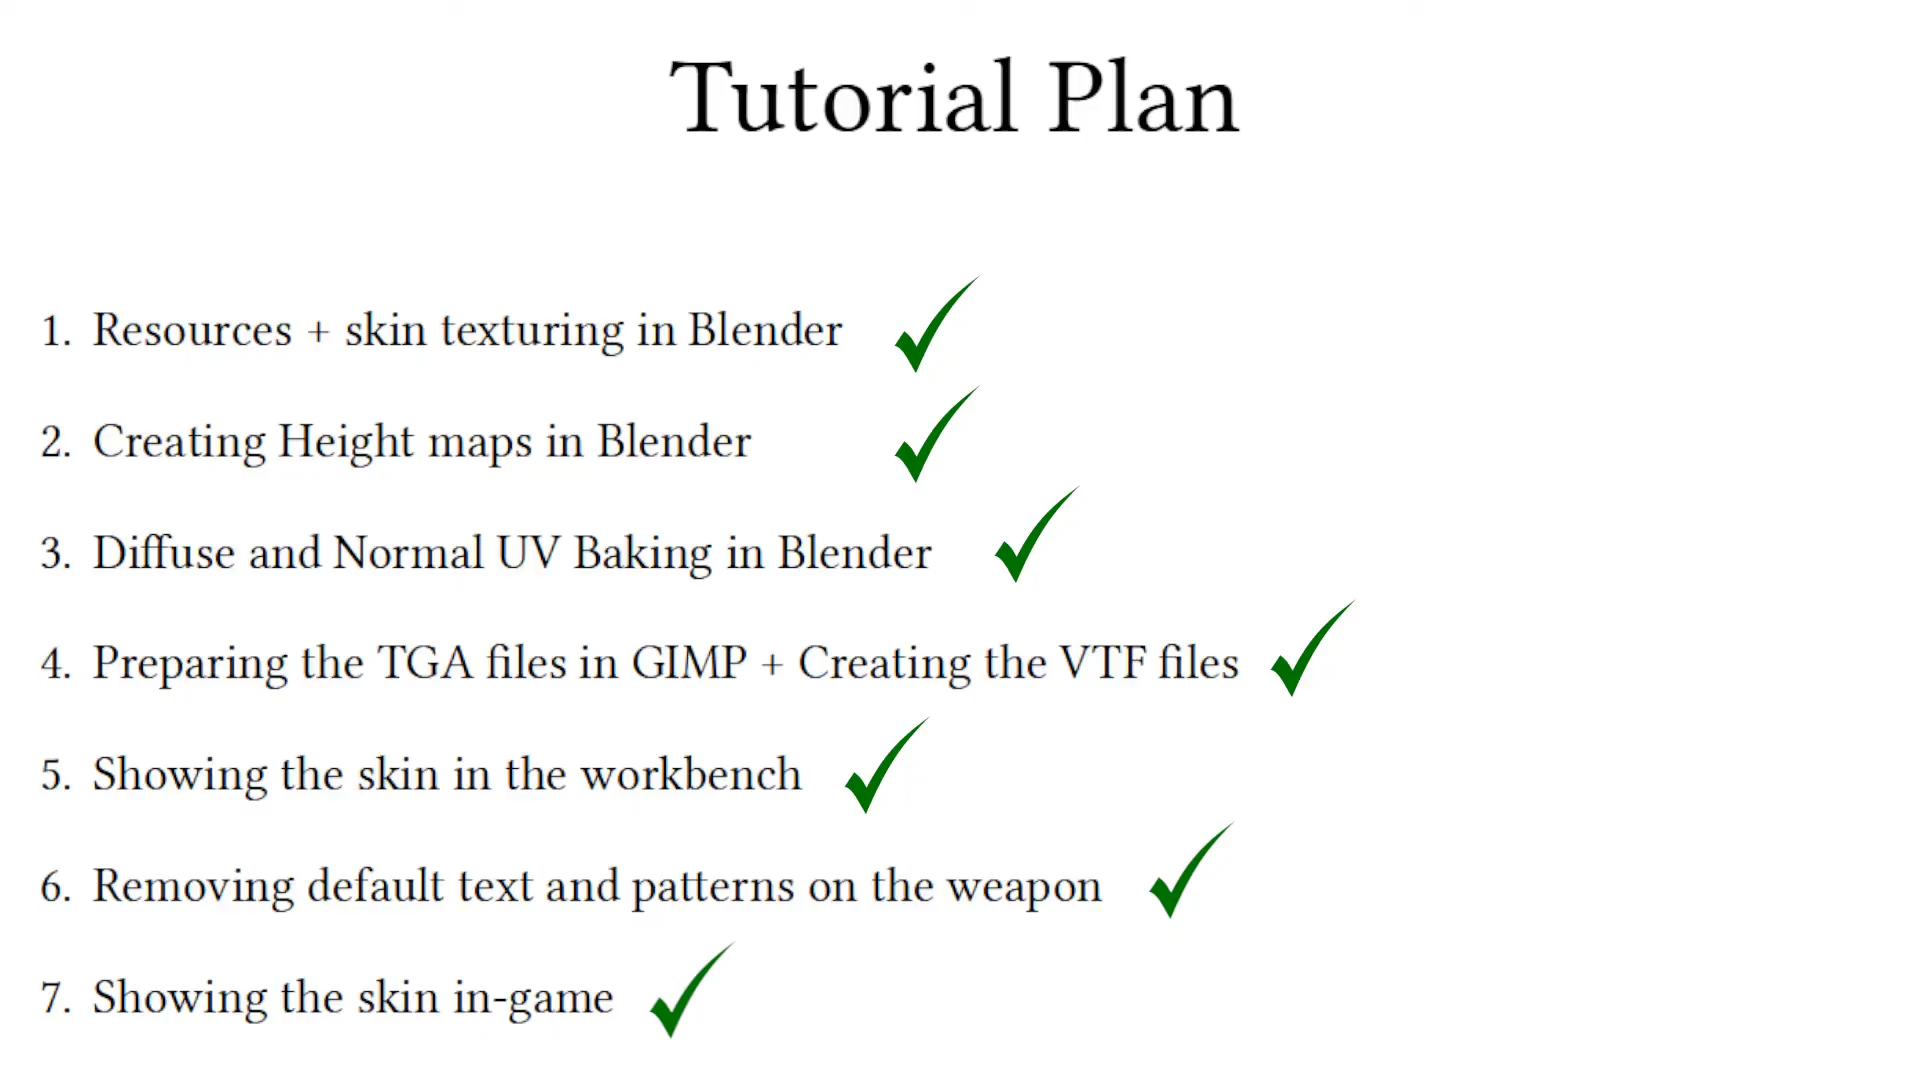 Tutorial Plan
1. Resources + skin texturing in Blender
2. Creating Height maps in Blender
3. Diffuse and Normal UV Baking in Blender
4. Preparing the TGA files in GIMP + Creating the VTF files
5. Showing the skin in the workbench
6. Removing default text and patterns on the weapon
7. Showing the skin in-game